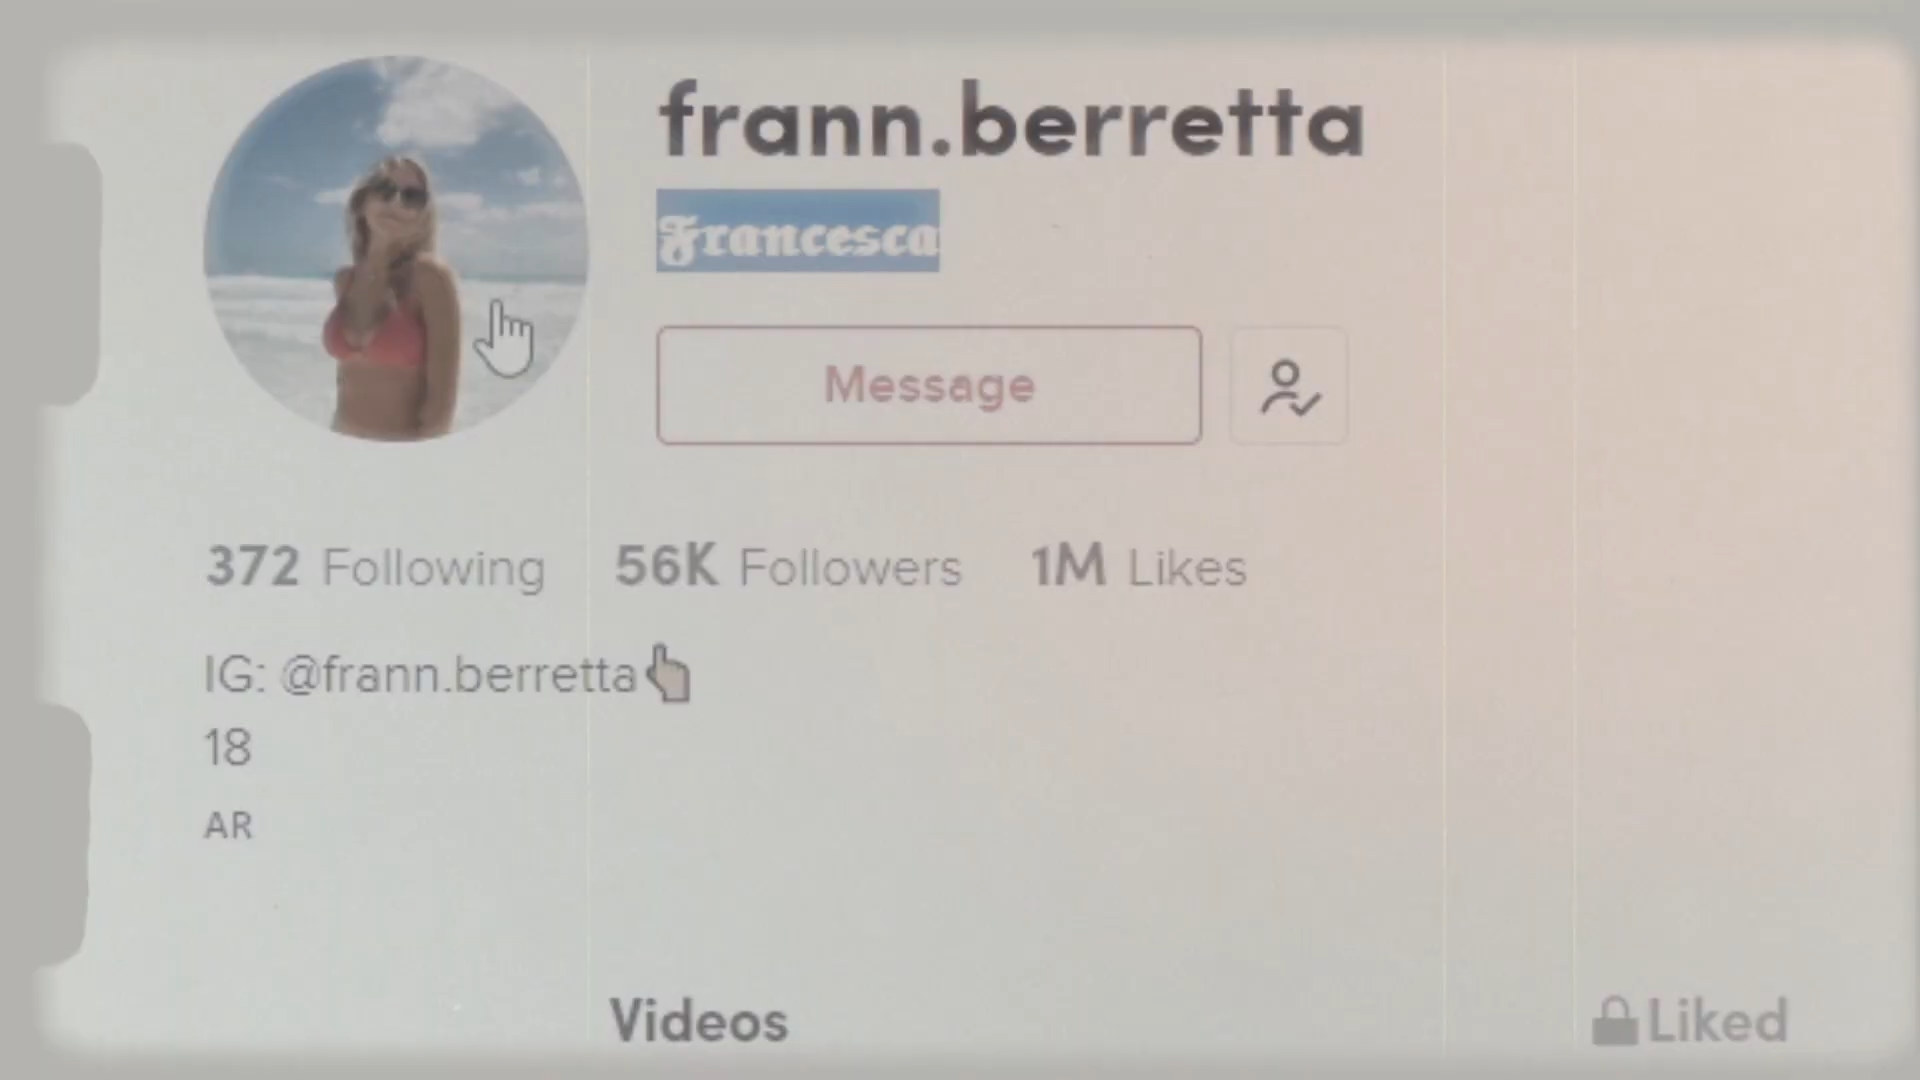 frann.berretta
Francesca
Message
372 Following 56K Followers 1M Likes
IG: @frann.berretta
18
AR
Videos Liked